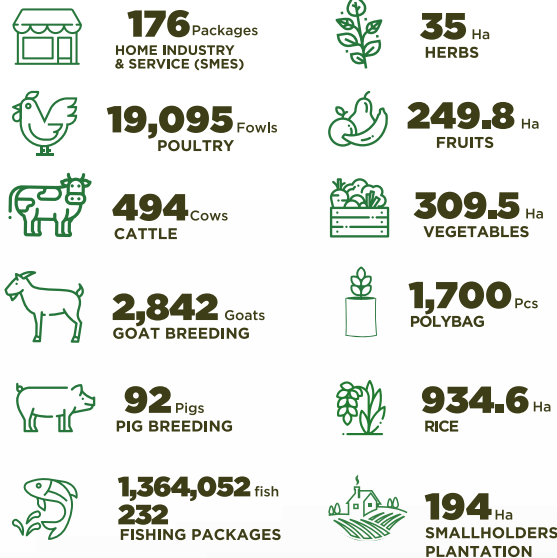 176 Packages
HOME INDUSTRY
& SERVICE (SMES)
19,095 Fowls
POULTRY
494 Cows
CATTLE
2,842 Goats
GOAT BREEDING
92 Pigs
PIG BREEDING
1,364,052 fish
232
FISHING PACKAGES
35 Ha
HERBS
249.8 Ha
FRUITS
309.5 Ha
VEGETABLES
1,700 Pcs
POLYBAG
934.6 Ha
RICE
194 Ha
SMALLHOLDERS
PLANTATION